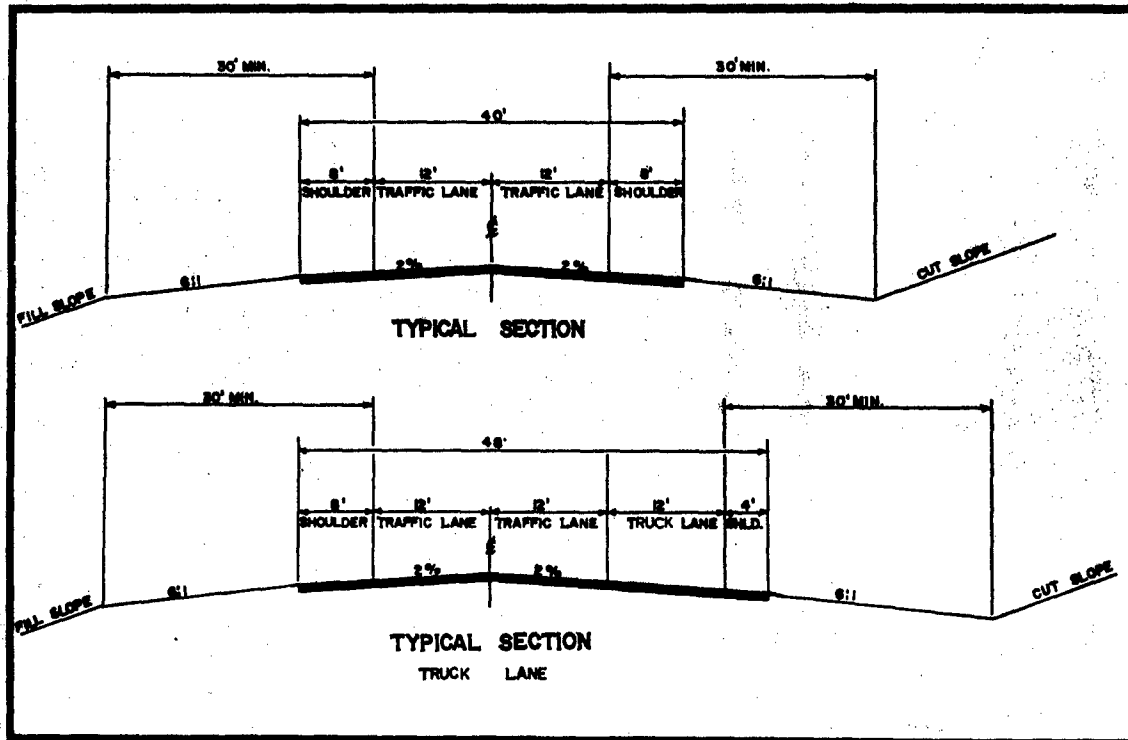 30' MIN. 30' MIN.
40'
8' 12' 12' 8'
SHOULDER TRAFFIC LANE TRAFFIC LANE SHOULDER
2% 2%
6:1 6:1
FILL SLOPE CUT SLOPE
TYPICAL SECTION
30' MIN. 30' MIN.
48'
8' 12' 12' 12' 4'
SHOULDER TRAFFIC LANE TRAFFIC LANE TRUCK LANE SHLD.
2% 2%
6:1 6:1
FILL SLOPE CUT SLOPE
TYPICAL SECTION
TRUCK LANE